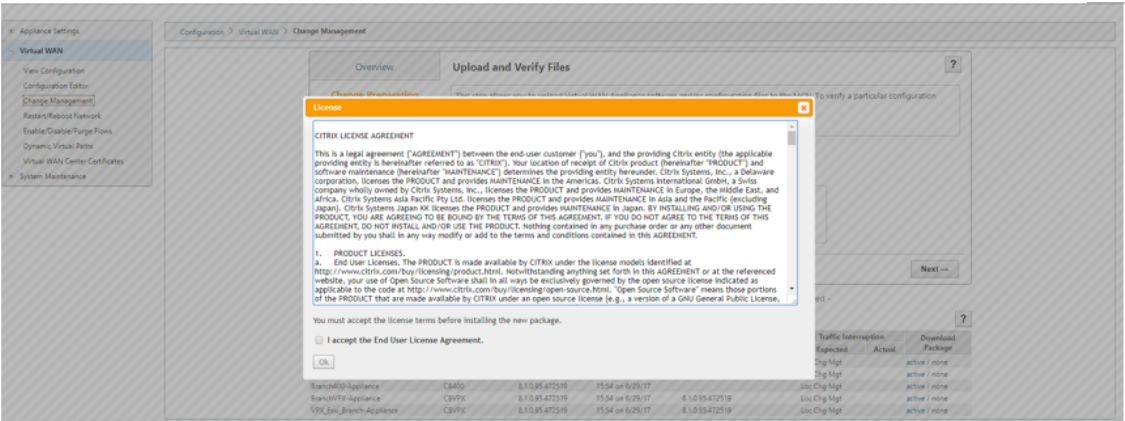 Appliance Settings
Virtual WAN
View Configuration
Configuration Editor
Change Management
Restart/Reboot Network
Enable/Disable/Purge Flows
Dynamic Virtual Paths
Virtual WAN Center Certificates
System Maintenance
Configuration > Virtual WAN > Change Management
Overview
Change Preparation
Upload and Verify Files
?
License
CITRIX LICENSE AGREEMENT
This is a legal agreement ("AGREEMENT") between the end-user customer ("you"), and the providing Citrix entity (the applicable
providing entity is hereinafter referred to as "CITRIX"). Your location of receipt of Citrix product (hereinafter "PRODUCT") and
software maintenance (hereinafter "MAINTENANCE") determines the providing entity hereunder. Citrix Systems, Inc., a Delaware
corporation, licenses the PRODUCT and provides MAINTENANCE in the Americas. Citrix Systems International GmbH, a Swiss
company wholly owned by Citrix Systems, Inc., licenses the PRODUCT and provides MAINTENANCE in Europe, the Middle East, and
Africa. Citrix Systems Asia Pacific Pty Ltd. licenses the PRODUCT and provides MAINTENANCE in Asia and the Pacific (excluding
Japan). Citrix Systems Japan KK licenses the PRODUCT and provides MAINTENANCE in Japan. BY INSTALLING AND/OR USING THE
PRODUCT, YOU ARE AGREEING TO BE BOUND BY THE TERMS OF THIS AGREEMENT. IF YOU DO NOT AGREE TO THE TERMS OF THIS
AGREEMENT, DO NOT INSTALL AND/OR USE THE PRODUCT. Nothing contained in any purchase order or any other document
submitted by you shall in any way modify or add to the terms and conditions contained in this AGREEMENT.
1. PRODUCT LICENSES.
a. End User Licenses. The PRODUCT is made available by CITRIX under the license models identified at
http://www.citrix.com/buy/licensing/product.html. Notwithstanding anything set forth in this AGREEMENT or at the referenced
website, your use of Open Source Software shall in all ways be exclusively governed by the open source license indicated as
applicable to the code at http://www.citrix.com/buy/licensing/open-source.html. "Open Source Software" means those portions
of the PRODUCT that are made available by CITRIX under an open source license (e.g., a version of a GNU General Public License,
You must accept the license terms before installing the new package.
I accept the End User License Agreement.
Ok
To verify a particular configuration
Next →
?
Traffic Interruption Download
Expected Actual Package
Loc Chg Mgt active / none
Loc Chg Mgt active / none
Branch400-Appliance CB400 8.1.0.95.472519 15:54 on 6/29/17 Loc Chg Mgt active / none
BranchVPX-Appliance CBVPX 8.1.0.95.472519 15:54 on 6/29/17 8.1.0.95.472519 Loc Chg Mgt active / none
VPX_Esxi_Branch-Appliance CBVPX 8.1.0.95.472519 15:54 on 6/29/17 8.1.0.95.472519 Loc Chg Mgt active / none